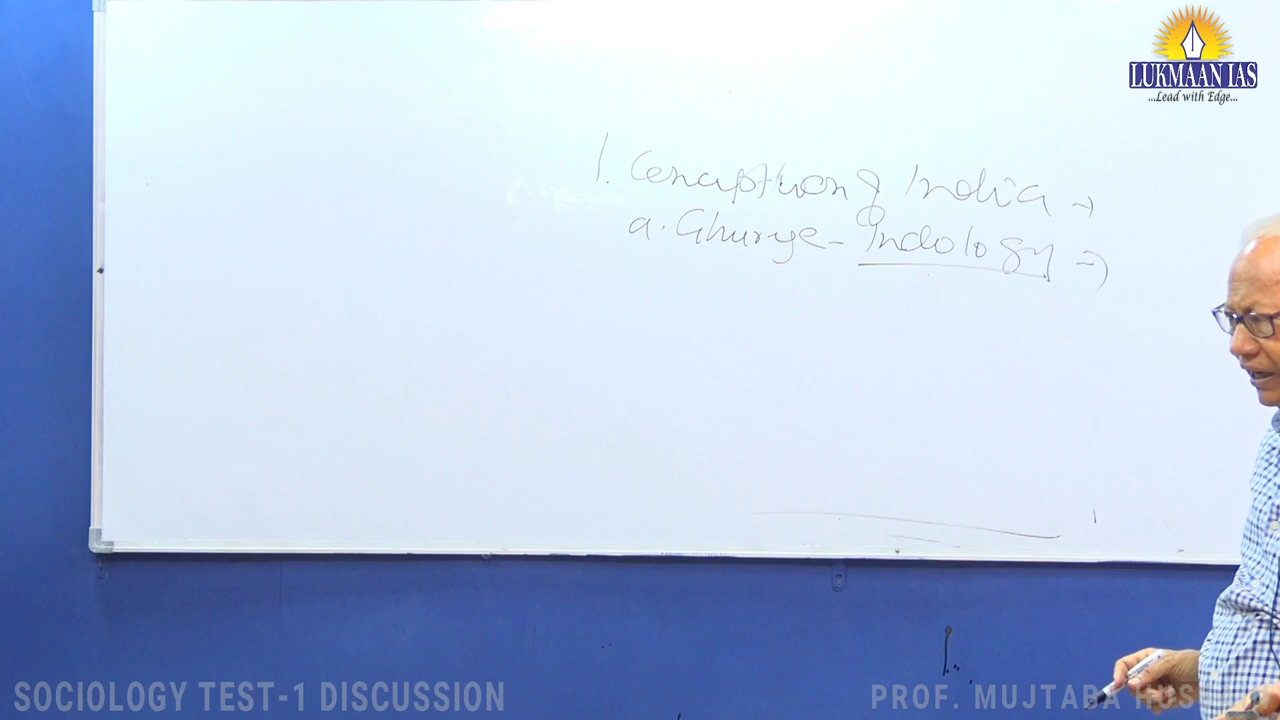 LUKMAAN IAS
...Lead with Edge...
1. Conception of India →
a. Ghurye - Indology →
SOCIOLOGY TEST-1 DISCUSSION
PROF. MUJTABA